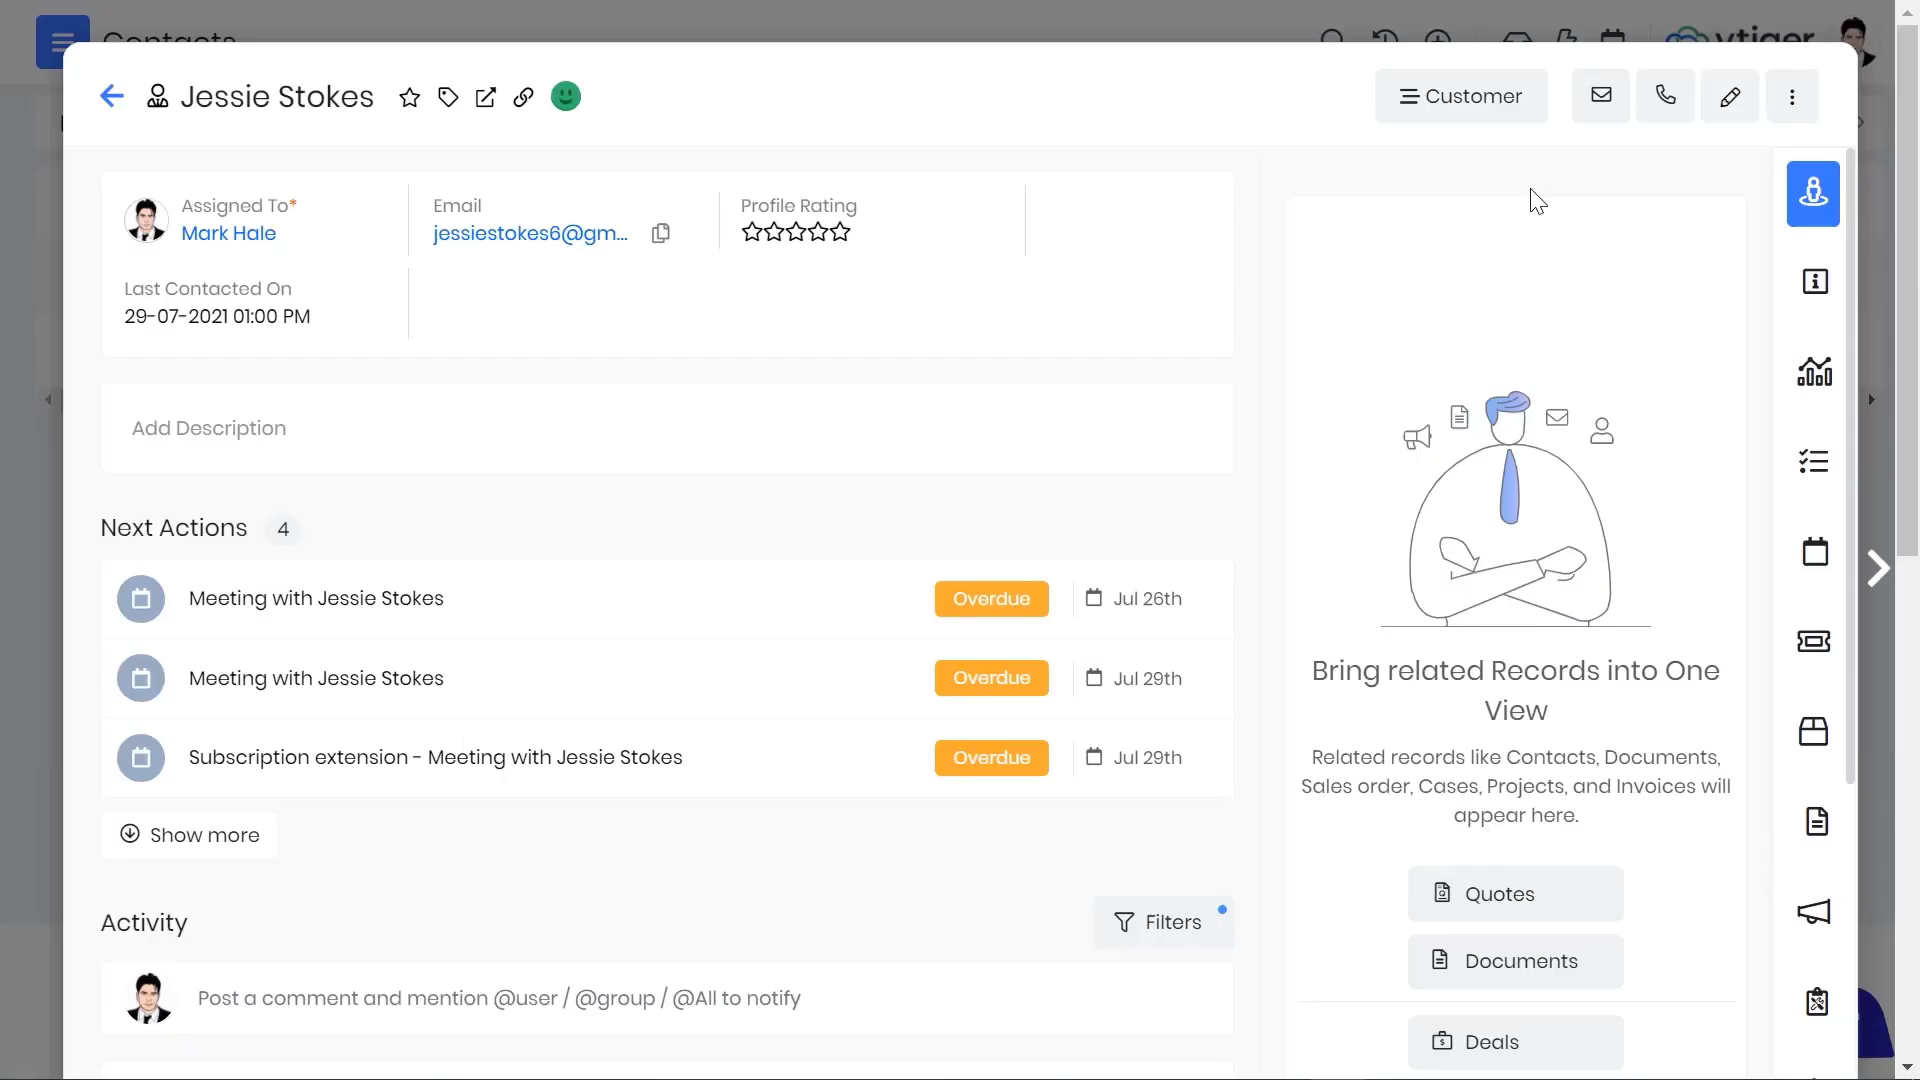 Contacts
vtiger
Jessie Stokes
Customer
Assigned To*
Mark Hale
Email
jessiestokes6@gm...
Profile Rating
Last Contacted On
29-07-2021 01:00 PM
Add Description
Next Actions 4
Meeting with Jessie Stokes Overdue Jul 26th
Meeting with Jessie Stokes Overdue Jul 29th
Subscription extension - Meeting with Jessie Stokes Overdue Jul 29th
Show more
Activity
Filters
Post a comment and mention @user / @group / @All to notify
Bring related Records into One
View
Related records like Contacts, Documents,
Sales order, Cases, Projects, and Invoices will
appear here.
Quotes
Documents
Deals